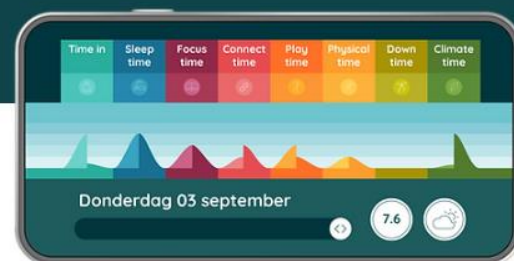 Time in
Sleep time
Focus time
Connect time
Play time
Physical time
Down time
Climate time
Donderdag 03 september
7.6